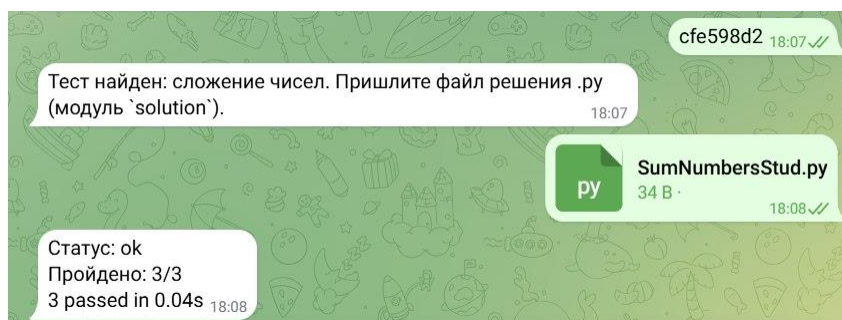 cfe598d2 18:07
Тест найден: сложение чисел. Пришлите файл решения .py
(модуль `solution`).
18:07
py
SumNumbersStud.py
34 B ·
18:08
Статус: ok
Пройдено: 3/3
3 passed in 0.04s 18:08